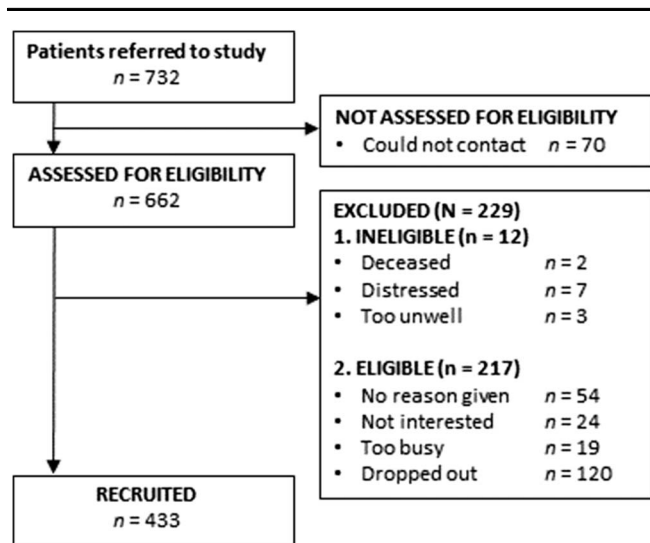 Patients referred to study
n = 732
NOT ASSESSED FOR ELIGIBILITY
• Could not contact n = 70
ASSESSED FOR ELIGIBILITY
n = 662
EXCLUDED (N = 229)
1. INELIGIBLE (n = 12)
• Deceased n = 2
• Distressed n = 7
• Too unwell n = 3
2. ELIGIBLE (n = 217)
• No reason given n = 54
• Not interested n = 24
• Too busy n = 19
• Dropped out n = 120
RECRUITED
n = 433